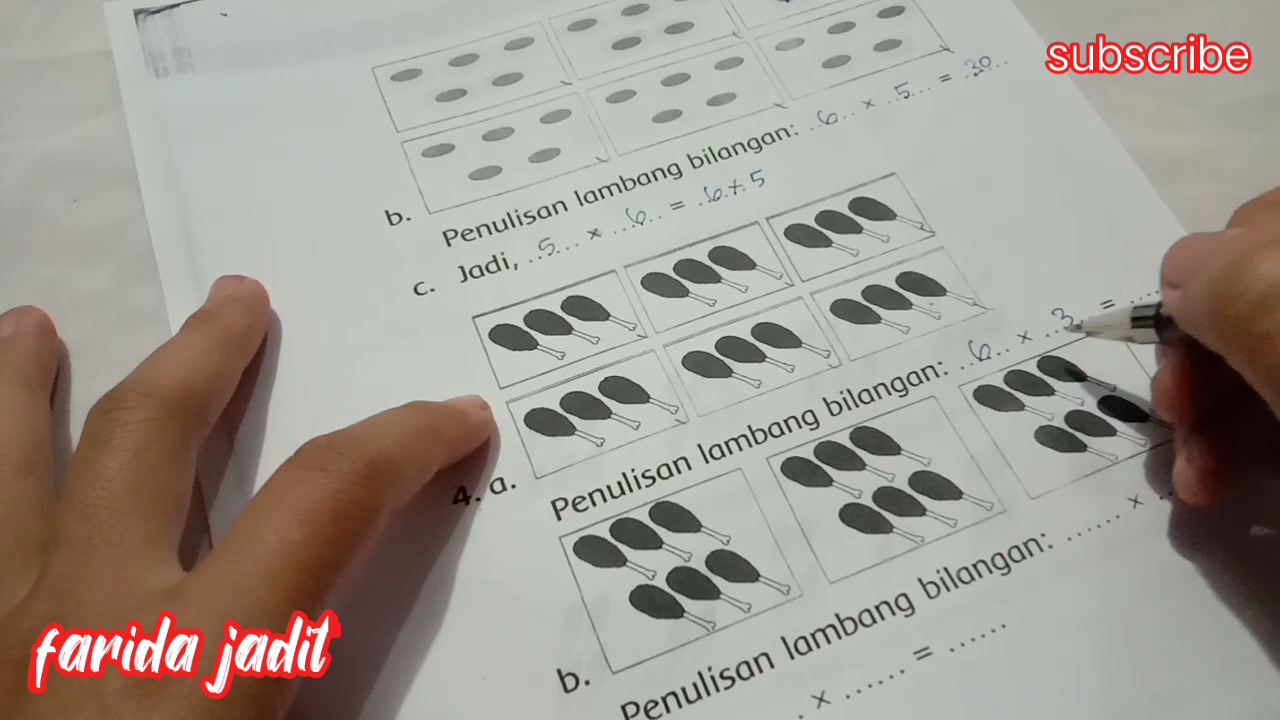 subscribe
b.
Penulisan lambang bilangan: ..6.. × ..5... = .30...
c. Jadi, ..5... × ...6.. = .6.×.5
4. a.
Penulisan lambang bilangan: ..6... × ..3.. = ....
b.
Penulisan lambang bilangan: ....... × ..
. × ....... = .......
farida jadit